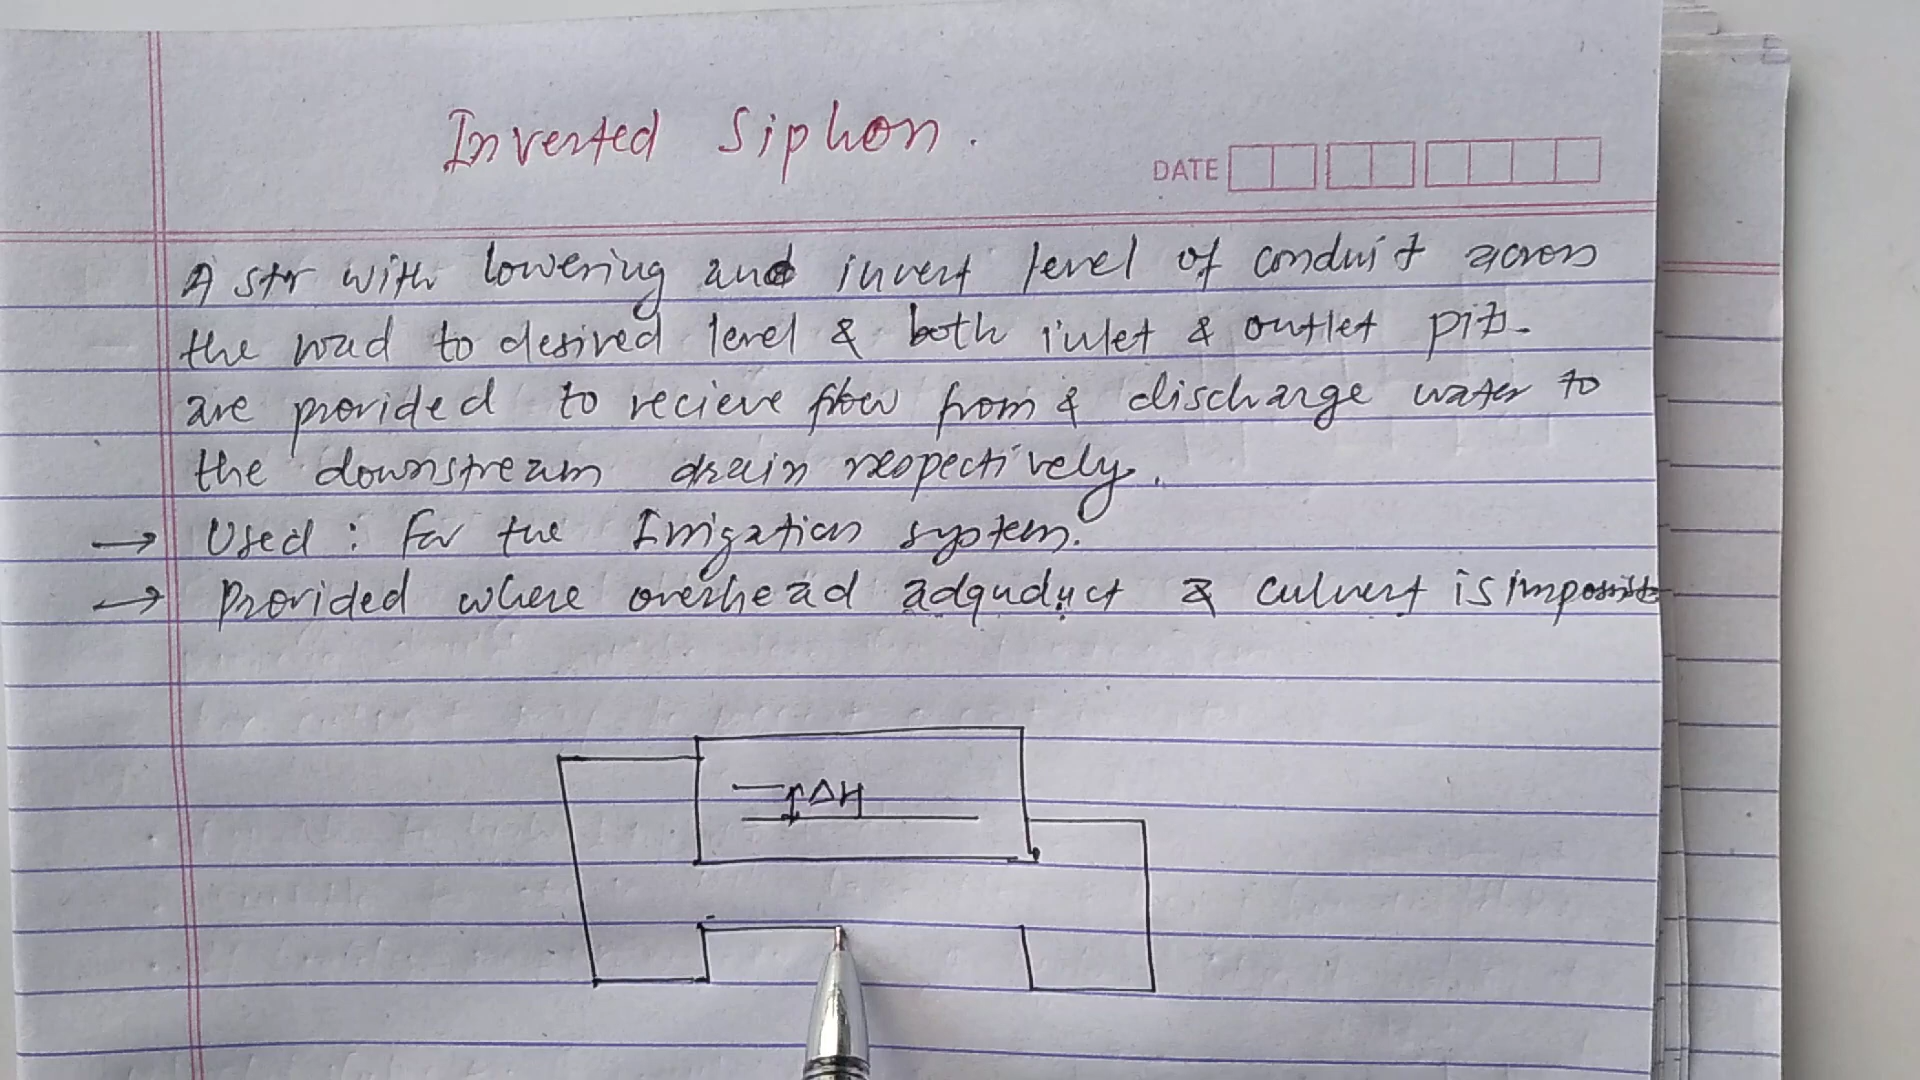 Inverted Siphon.
DATE
A str with lowering and invert level of conduit across
the road to desired level & both inlet & outlet pits
are provided to recieve flow from & discharge water to
the downstream drain respectively.
→ Used : For the Irrigation system.
→ Provided where overhead adquduct & culvert is impossible
ΔH